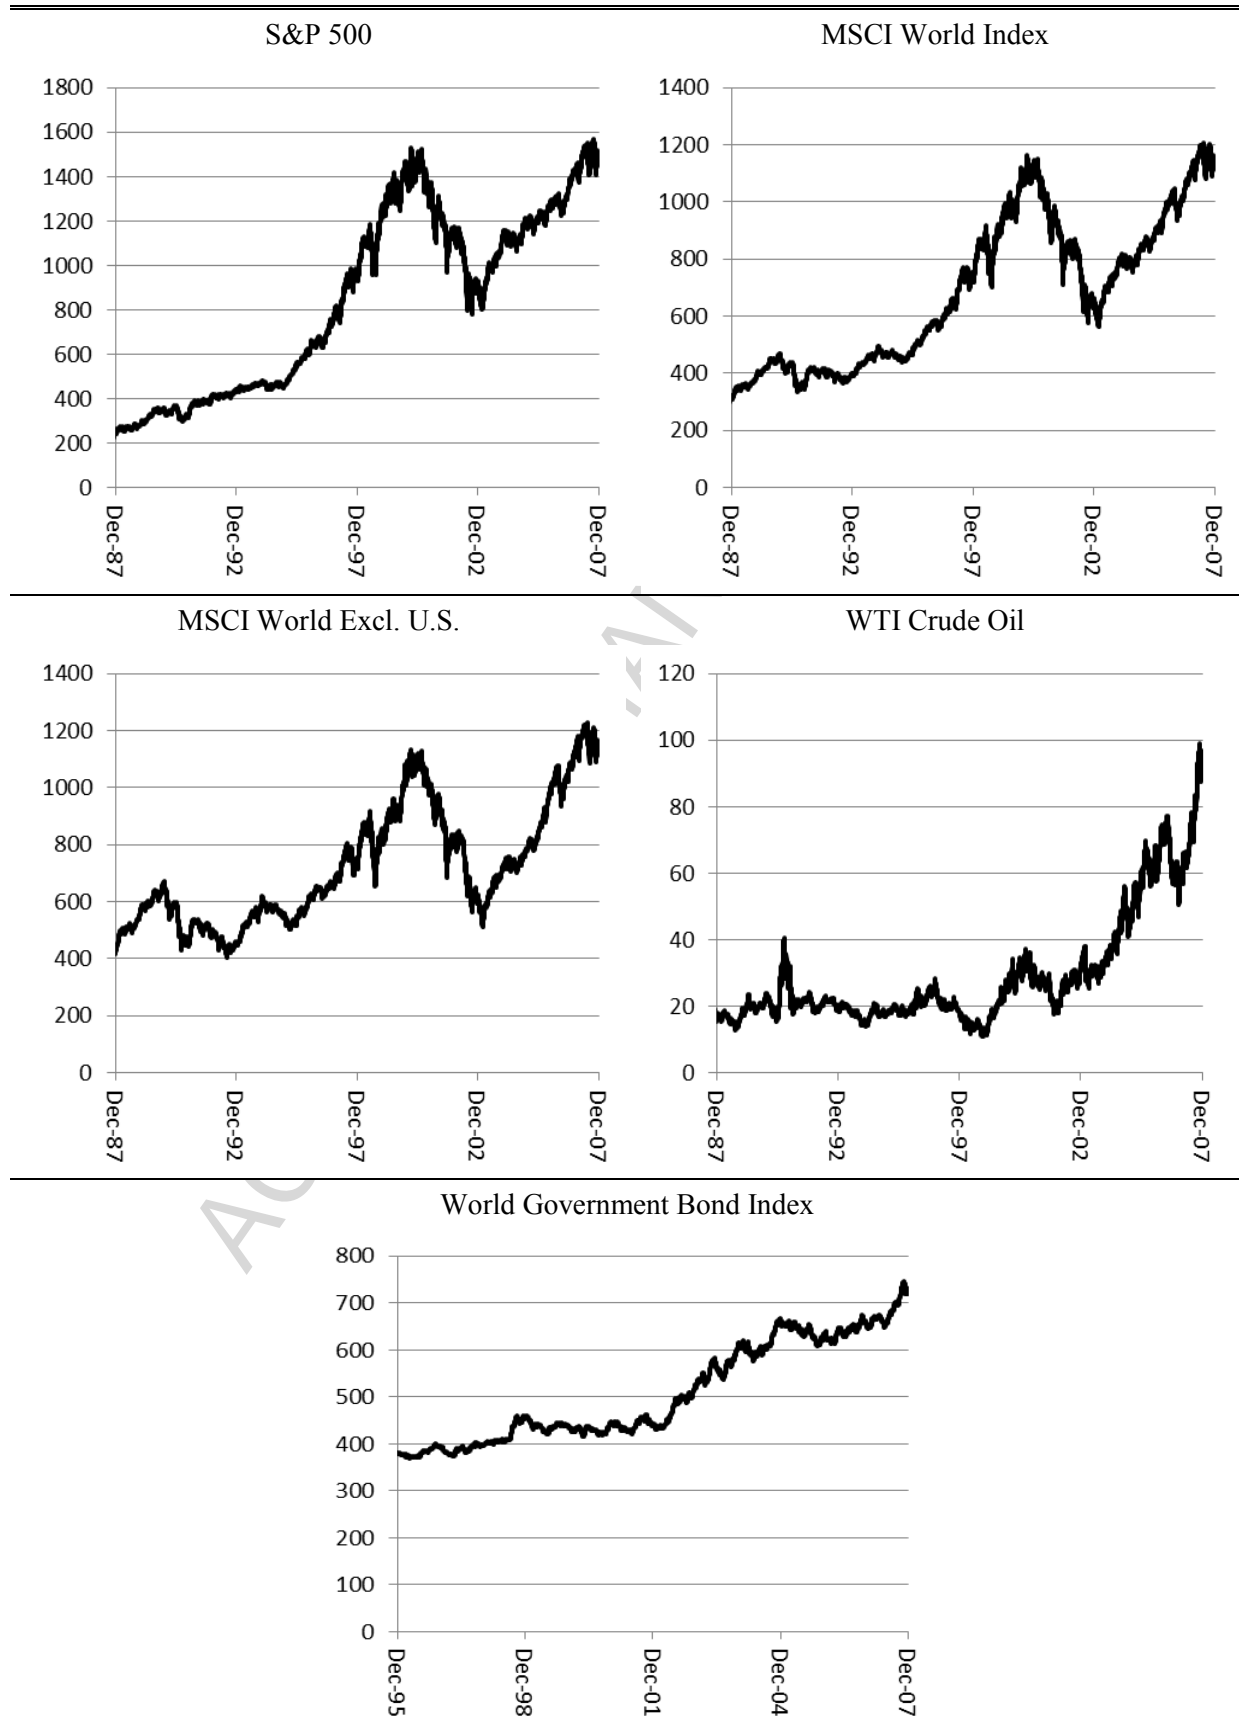 S&P 500
1800
1600
1400
1200
1000
800
600
400
200
0
Dec-87
Dec-92
Dec-97
Dec-02
Dec-07
MSCI World Index
1400
1200
1000
800
600
400
200
0
Dec-87
Dec-92
Dec-97
Dec-02
Dec-07
MSCI World Excl. U.S.
1400
1200
1000
800
600
400
200
0
Dec-87
Dec-92
Dec-97
Dec-02
Dec-07
WTI Crude Oil
120
100
80
60
40
20
0
Dec-87
Dec-92
Dec-97
Dec-02
Dec-07
World Government Bond Index
800
700
600
500
400
300
200
100
0
Dec-95
Dec-98
Dec-01
Dec-04
Dec-07